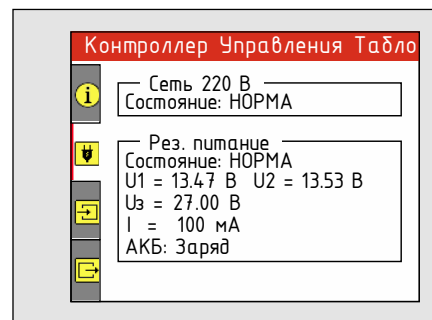 Контроллер Управления Табло
i
Сеть 220 В
Состояние: НОРМА
Рез. питание
Состояние: НОРМА
U1 = 13.47 В U2 = 13.53 В
Uз = 27.00 В
I = 100 мА
АКБ: Заряд